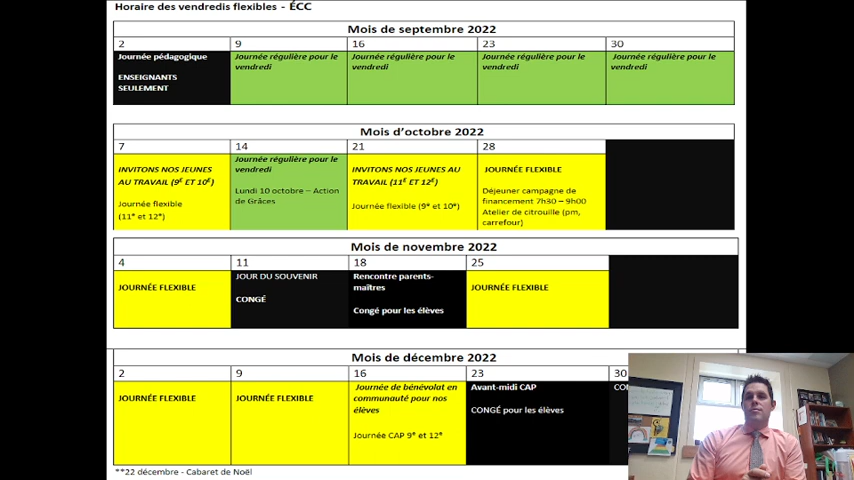 Horaire des vendredis flexibles - ÉCC
Mois de septembre 2022
2 9 16 23 30
Journée pédagogique
ENSEIGNANTS
SEULEMENT
Journée régulière pour le
vendredi
Journée régulière pour le
vendredi
Journée régulière pour le
vendredi
Journée régulière pour le
vendredi
Mois d'octobre 2022
7 14 21 28
INVITONS NOS JEUNES
AU TRAVAIL (9E ET 10E)
Journée flexible
(11e et 12e)
Journée régulière pour le
vendredi
Lundi 10 octobre – Action
de Grâces
INVITONS NOS JEUNES AU
TRAVAIL (11E ET 12E)
Journée flexible (9e et 10e)
JOURNÉE FLEXIBLE
Déjeuner campagne de
financement 7h30 – 9h00
Atelier de citrouille (pm,
carrefour)
Mois de novembre 2022
4 11 18 25
JOURNÉE FLEXIBLE
JOUR DU SOUVENIR
CONGÉ
Rencontre parents-
maîtres
Congé pour les élèves
JOURNÉE FLEXIBLE
Mois de décembre 2022
2 9 16 23 30
JOURNÉE FLEXIBLE
JOURNÉE FLEXIBLE
Journée de bénévolat en
communauté pour nos
élèves
Journée CAP 9e et 12e
Avant-midi CAP
CONGÉ pour les élèves
**22 décembre - Cabaret de Noël